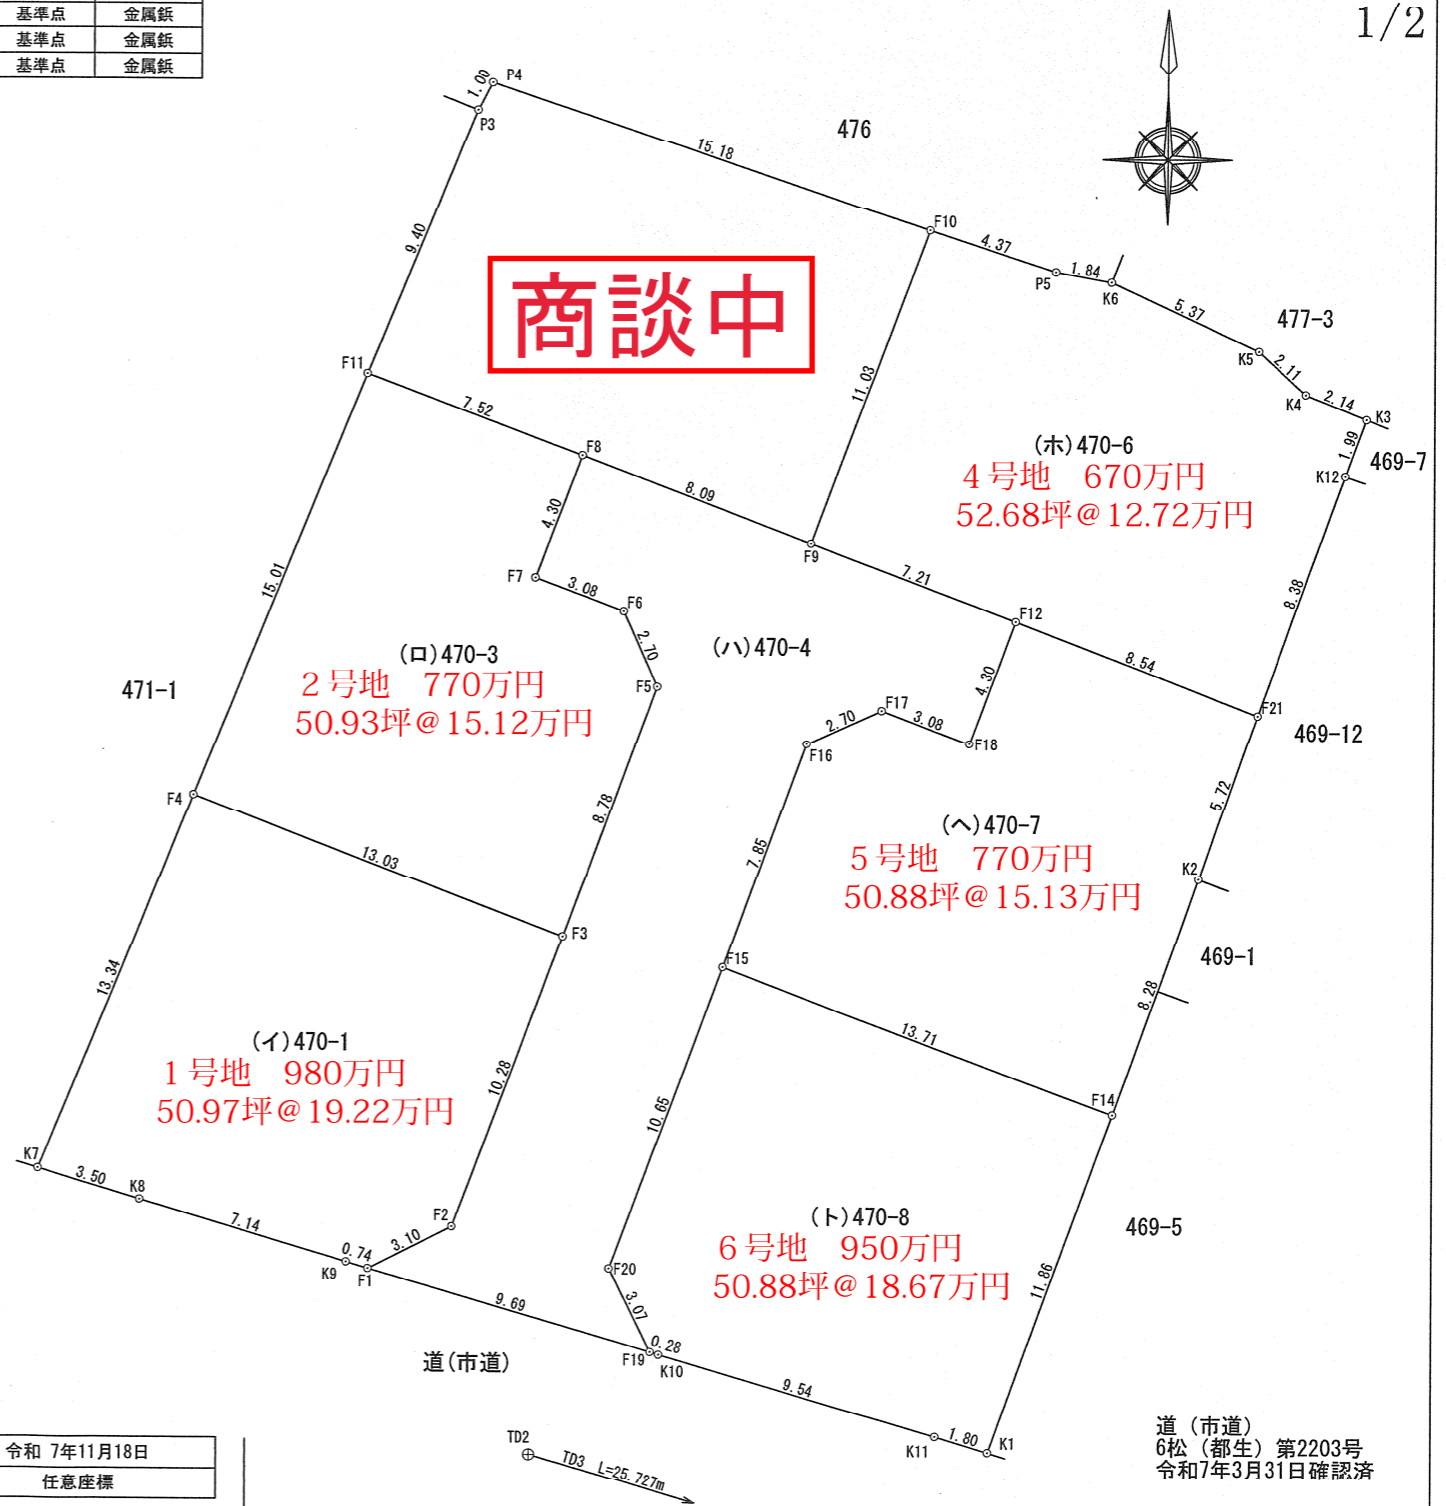 基準点 金属鋲
基準点 金属鋲
基準点 金属鋲
1/2
P4
1.00
P3
476
15.18
F10
9.40
4.37
P5
1.84
K6
5.37
477-3
商談中
K5
2.11
K4
2.14
K3
F11
7.52
11.03
1.99
469-7
(ホ)470-6
4号地 670万円
52.68坪@12.72万円
K12
F8
8.09
4.30
F9
7.21
F7
3.08
F6
15.01
8.38
F12
2.70
(ハ)470-4
(ロ)470-3
2号地 770万円
50.93坪@15.12万円
471-1
F5
8.54
4.30
F17
2.70
3.08
F16
F18
F21
469-12
F4
8.78
5.72
13.03
7.85
(ヘ)470-7
5号地 770万円
50.88坪@15.13万円
K2
F3
F15
469-1
13.34
8.28
13.71
(イ)470-1
1号地 980万円
50.97坪@19.22万円
10.28
10.65
F14
K7
3.50
K8
7.14
F2
3.10
0.74
K9
F1
(ト)470-8
6号地 950万円
50.88坪@18.67万円
469-5
F20
11.86
9.69
3.07
0.28
F19
K10
道(市道)
9.54
K11
1.80
K1
TD2
TD3 L=25.727m
道(市道)
6松(都生)第2203号
令和7年3月31日確認済
令和 7年11月18日
任意座標